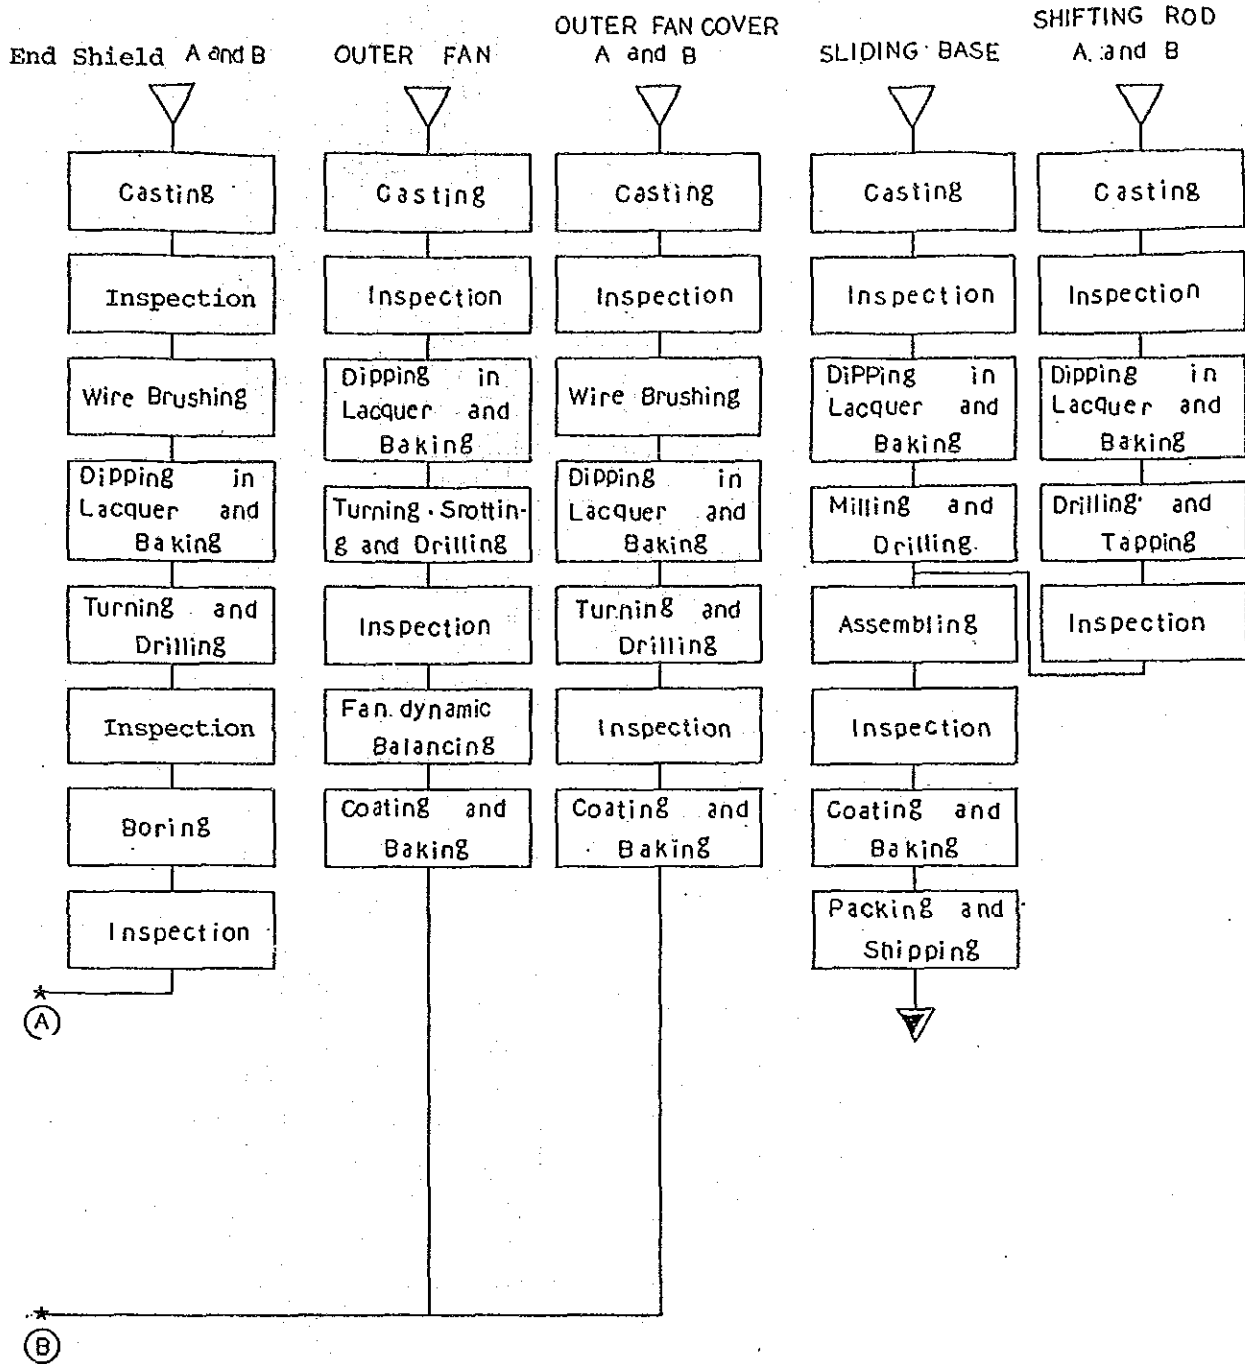 End Shield A and B
Casting
Inspection
Wire Brushing
Dipping in
Lacquer and
Baking
Turning and
Drilling
Inspection
Boring
Inspection
A
OUTER FAN
Casting
Inspection
Dipping in
Lacquer and
Baking
Turning · Srottin-
g and Drilling
Inspection
Fan. dynamic
Balancing
Coating and
Baking
OUTER FAN COVER
A and B
Casting
Inspection
Wire Brushing
Dipping in
Lacquer and
Baking
Turning and
Drilling
Inspection
Coating and
Baking
B
SLIDING BASE
Casting
Inspection
DiPPing in
Lacquer and
Baking
Milling and
Drilling.
Assembling
Inspection
Coating and
Baking
Packing and
Shipping
SHIFTING ROD
A. and B
Casting
Inspection
Dipping in
Lacquer and
Baking
Drilling and
Tapping
Inspection